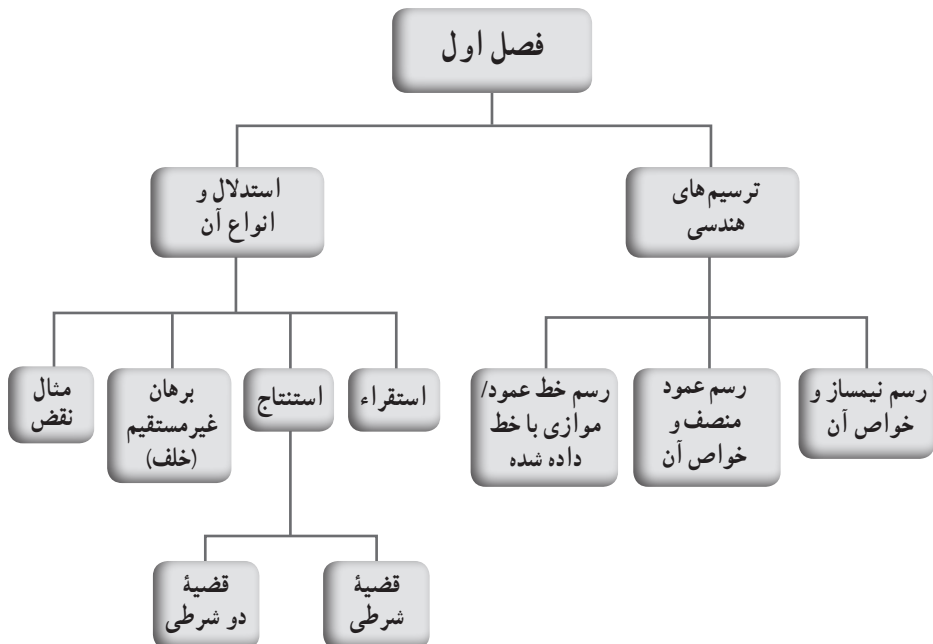 فصل اول
ترسیم‌های
هندسی
استدلال و
انواع آن
رسم نیمساز و
خواص آن
رسم عمود
منصف و
خواص آن
رسم خط عمود/
موازی با خط
داده شده
استقراء
استنتاج
برهان
غیرمستقیم
(خلف)
مثال
نقض
قضیهٔ
شرطی
قضیهٔ
دو شرطی